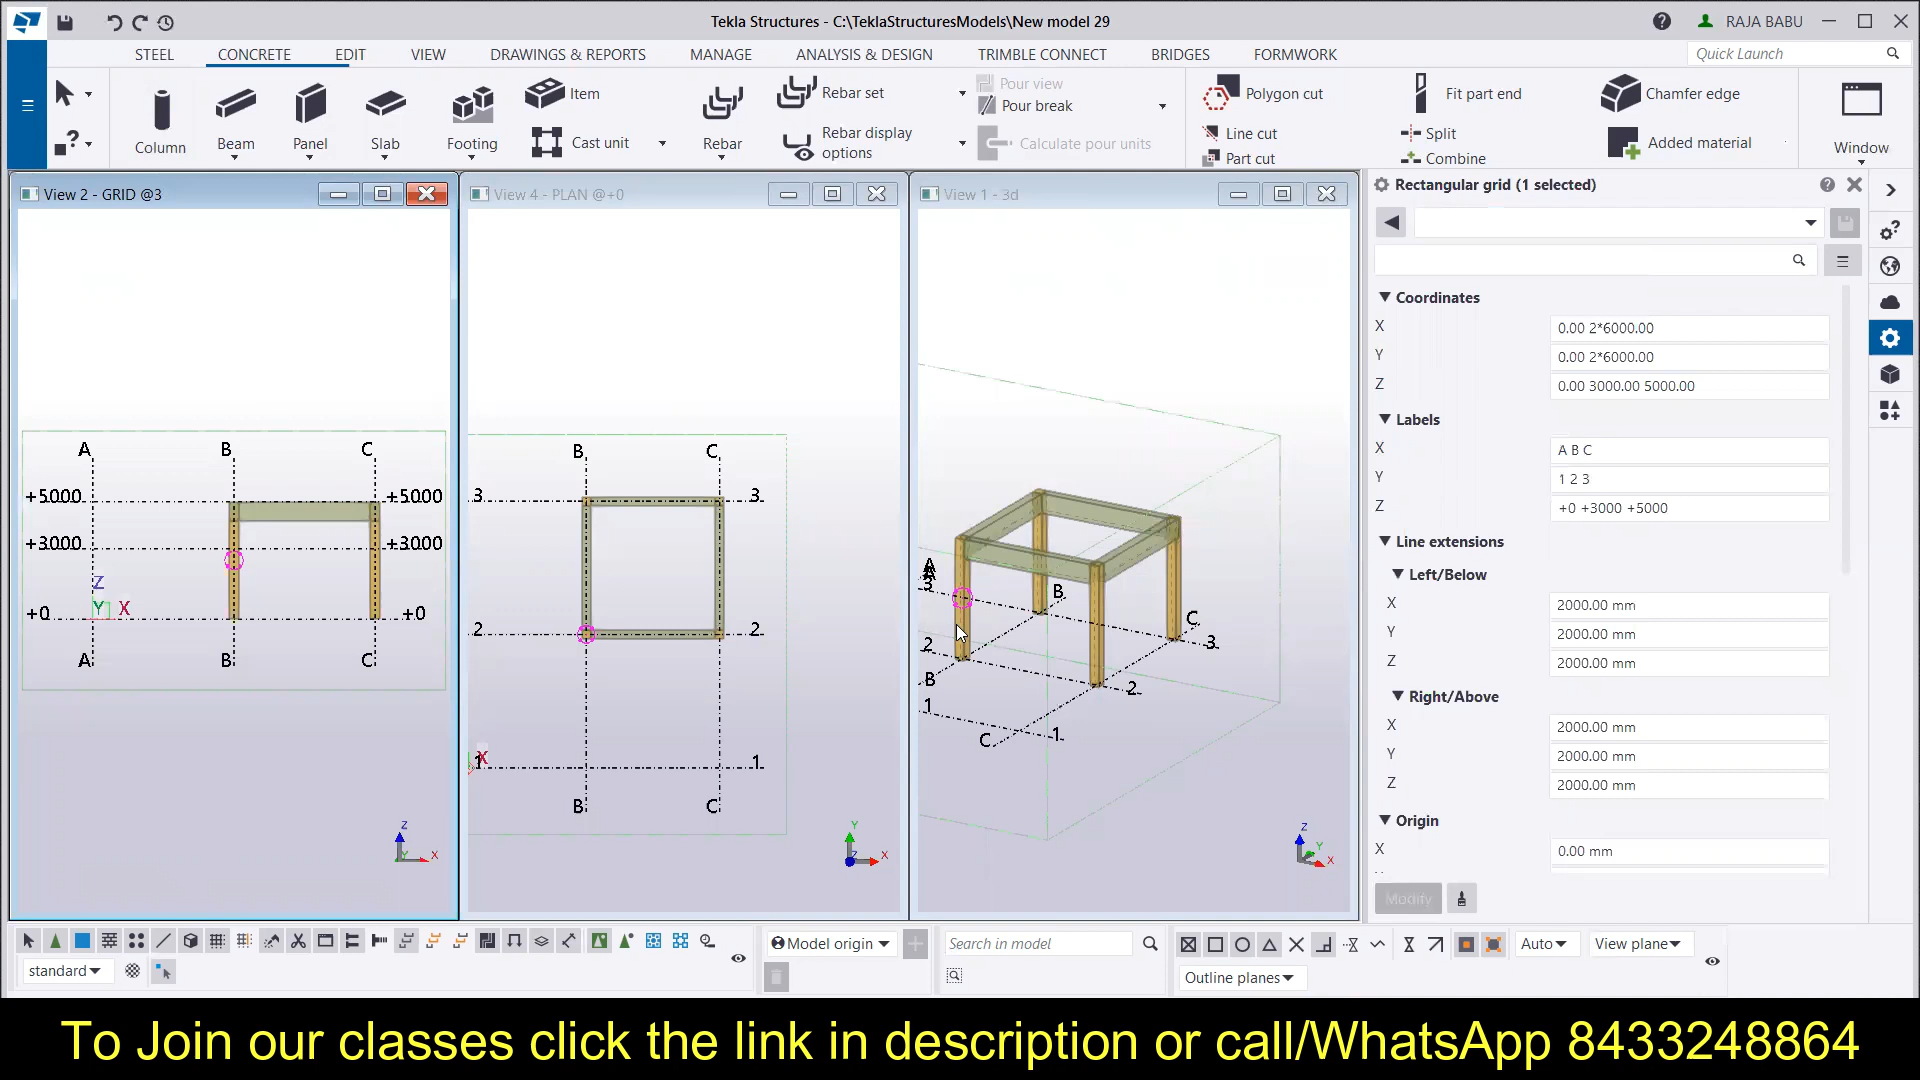 Tekla Structures - C:\TeklaStructuresModels\New model 29
RAJA BABU
STEEL CONCRETE EDIT VIEW DRAWINGS & REPORTS MANAGE ANALYSIS & DESIGN TRIMBLE CONNECT BRIDGES FORMWORK
Quick Launch
Column
Beam
Panel
Slab
Footing
Item
Cast unit
Rebar
Rebar set
Rebar display
options
Pour view
Pour break
Calculate pour units
Polygon cut
Line cut
Part cut
Fit part end
Split
Combine
Chamfer edge
Added material
Window
View 2 - GRID @3
A B C
+5000 +5000
+3000 +3000
Z
Y X
+0 +0
A B C
Z
Y X
View 4 - PLAN @+0
B C
3 3
2 2
X
1 1
B C
Y
Z X
View 1 - 3d
A
A
3
B
C
2 3
B 2
1
C 1
Z
Y
X
Rectangular grid (1 selected)
Coordinates
X 0.00 2*6000.00
Y 0.00 2*6000.00
Z 0.00 3000.00 5000.00
Labels
X A B C
Y 1 2 3
Z +0 +3000 +5000
Line extensions
Left/Below
X 2000.00 mm
Y 2000.00 mm
Z 2000.00 mm
Right/Above
X 2000.00 mm
Y 2000.00 mm
Z 2000.00 mm
Origin
X 0.00 mm
Modify
standard
Model origin
Search in model
Auto
View plane
Outline planes
To Join our classes click the link in description or call/WhatsApp 8433248864